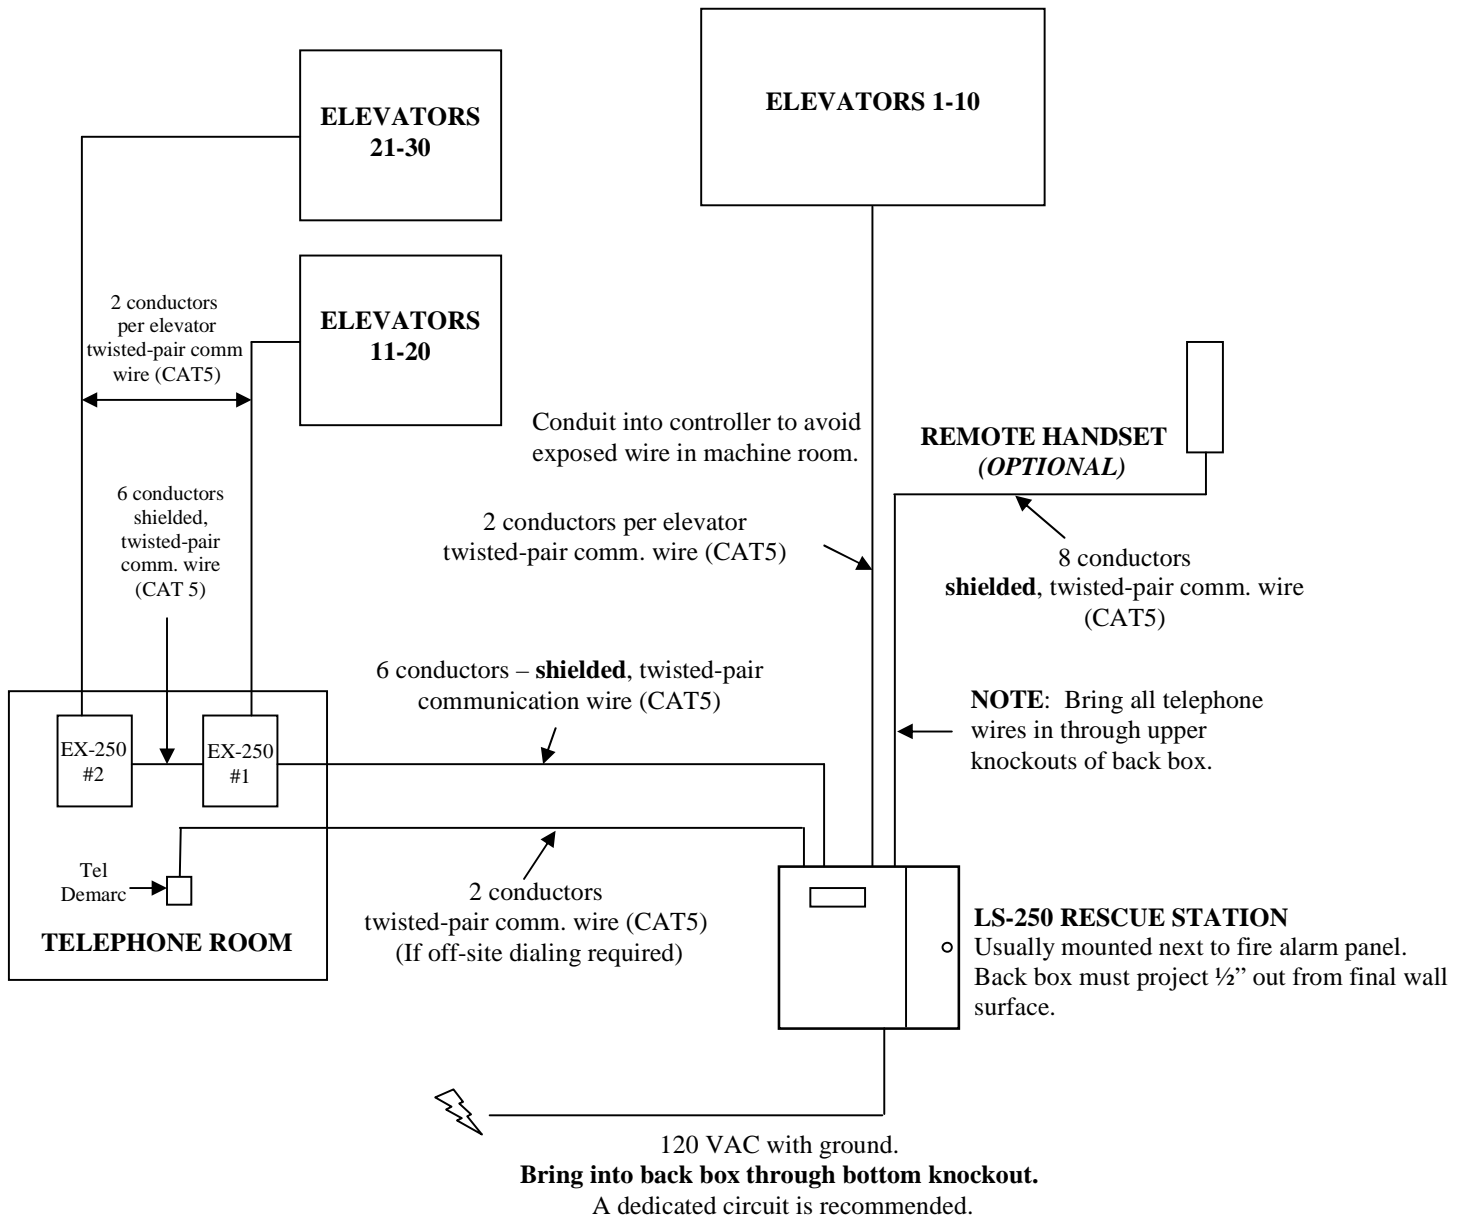 ELEVATORS
21-30
ELEVATORS 1-10
2 conductors
per elevator
twisted-pair comm
wire (CAT5)
ELEVATORS
11-20
Conduit into controller to avoid
exposed wire in machine room.
REMOTE HANDSET
(OPTIONAL)
6 conductors
shielded,
twisted-pair
comm. wire
(CAT 5)
2 conductors per elevator
twisted-pair comm. wire (CAT5)
8 conductors
shielded, twisted-pair comm. wire
(CAT5)
6 conductors – shielded, twisted-pair
communication wire (CAT5)
NOTE:  Bring all telephone
wires in through upper
knockouts of back box.
EX-250
#2
EX-250
#1
Tel
Demarc
TELEPHONE ROOM
2 conductors
twisted-pair comm. wire (CAT5)
(If off-site dialing required)
LS-250 RESCUE STATION
Usually mounted next to fire alarm panel.
Back box must project ½” out from final wall
surface.
120 VAC with ground.
Bring into back box through bottom knockout.
A dedicated circuit is recommended.